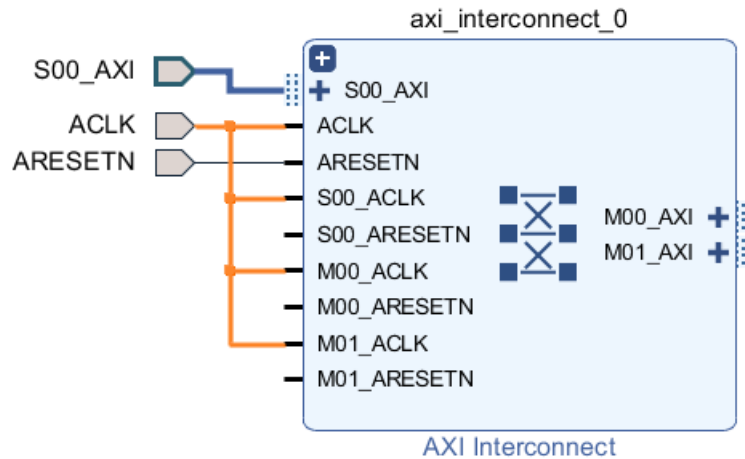 axi_interconnect_0
S00_AXI
S00_AXI
ACLK
ACLK
ARESETN
ARESETN
S00_ACLK
S00_ARESETN
M00_AXI
M01_AXI
M00_ACLK
M00_ARESETN
M01_ACLK
M01_ARESETN
AXI Interconnect